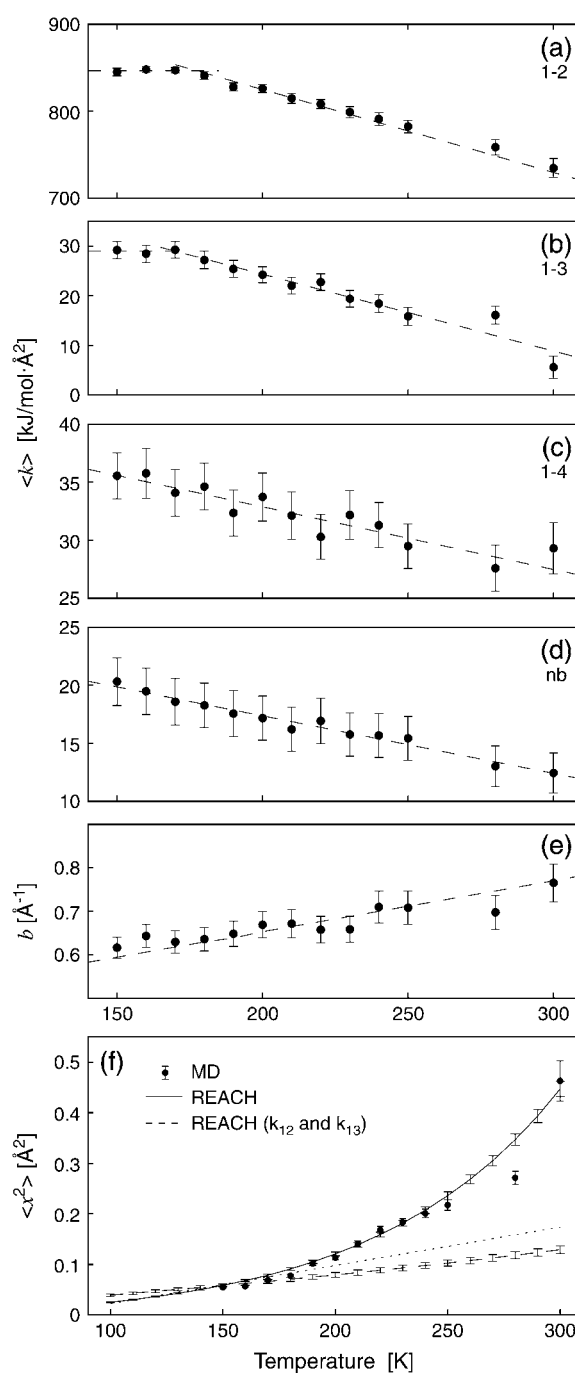 900
(a)
1-2
800
700
(b)
1-3
30
20
10
0
<k> [kJ/mol·Å²]
40
(c)
1-4
35
30
25
25
(d)
nb
20
15
10
(e)
0.8
0.7
0.6
b [Å⁻¹]
150 200 250 300
(f)
MD
REACH
REACH (k₁₂ and k₁₃)
0.5
0.4
0.3
0.2
0.1
0
<x²> [Å²]
100 150 200 250 300
Temperature [K]